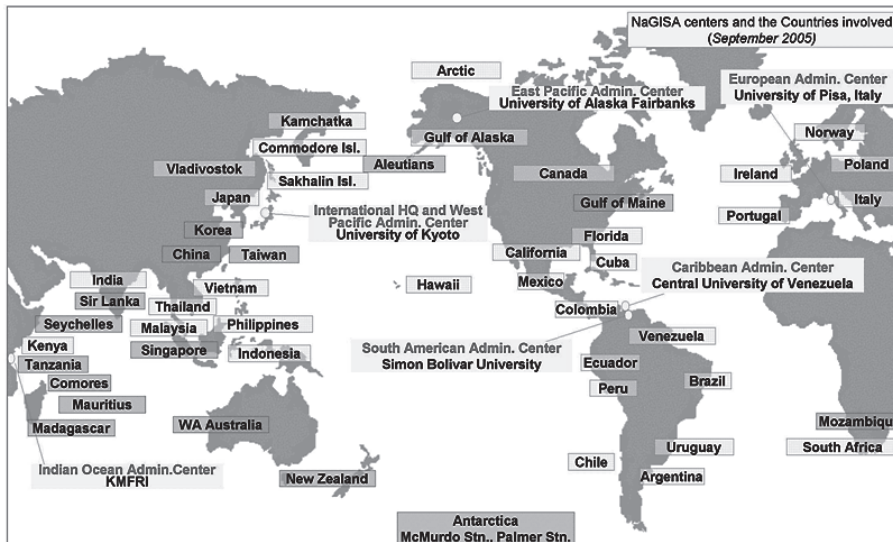 NaGISA centers and the Countries involved
(September 2005)
Arctic
East Pacific Admin. Center
University of Alaska Fairbanks
European Admin. Center
University of Pisa, Italy
Kamchatka
Gulf of Alaska
Norway
Commodore Isl.
Aleutians
Vladivostok
Canada
Ireland
Poland
Sakhalin Isl.
Japan
Gulf of Maine
Italy
International HQ and West
Pacific Admin. Center
University of Kyoto
Portugal
Korea
Florida
China
Taiwan
California
Cuba
Caribbean Admin. Center
Central University of Venezuela
India
Vietnam
Hawaii
Mexico
Sir Lanka
Thailand
Colombia
Seychelles
Malaysia
Philippines
Venezuela
Kenya
Singapore
Indonesia
South American Admin. Center
Simon Bolivar University
Tanzania
Ecuador
Comores
Peru
Brazil
Mauritius
Madagascar
WA Australia
Mozambiqu
Uruguay
South Africa
Chile
Indian Ocean Admin.Center
KMFRI
New Zealand
Argentina
Antarctica
McMurdo Stn., Palmer Stn.